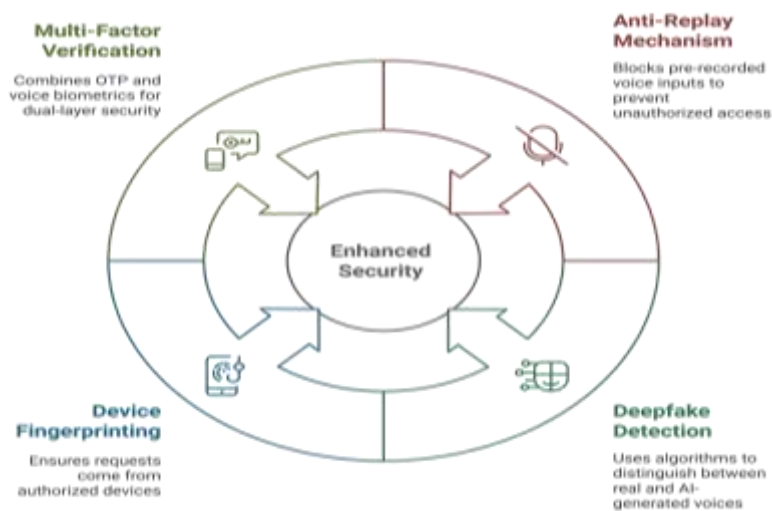 Multi-Factor
Verification
Combines OTP and
voice biometrics for
dual-layer security
Anti-Replay
Mechanism
Blocks pre-recorded
voice inputs to
prevent
unauthorized access
Enhanced
Security
Device
Fingerprinting
Ensures requests
come from
authorized devices
Deepfake
Detection
Uses algorithms to
distinguish between
real and AI-
generated voices